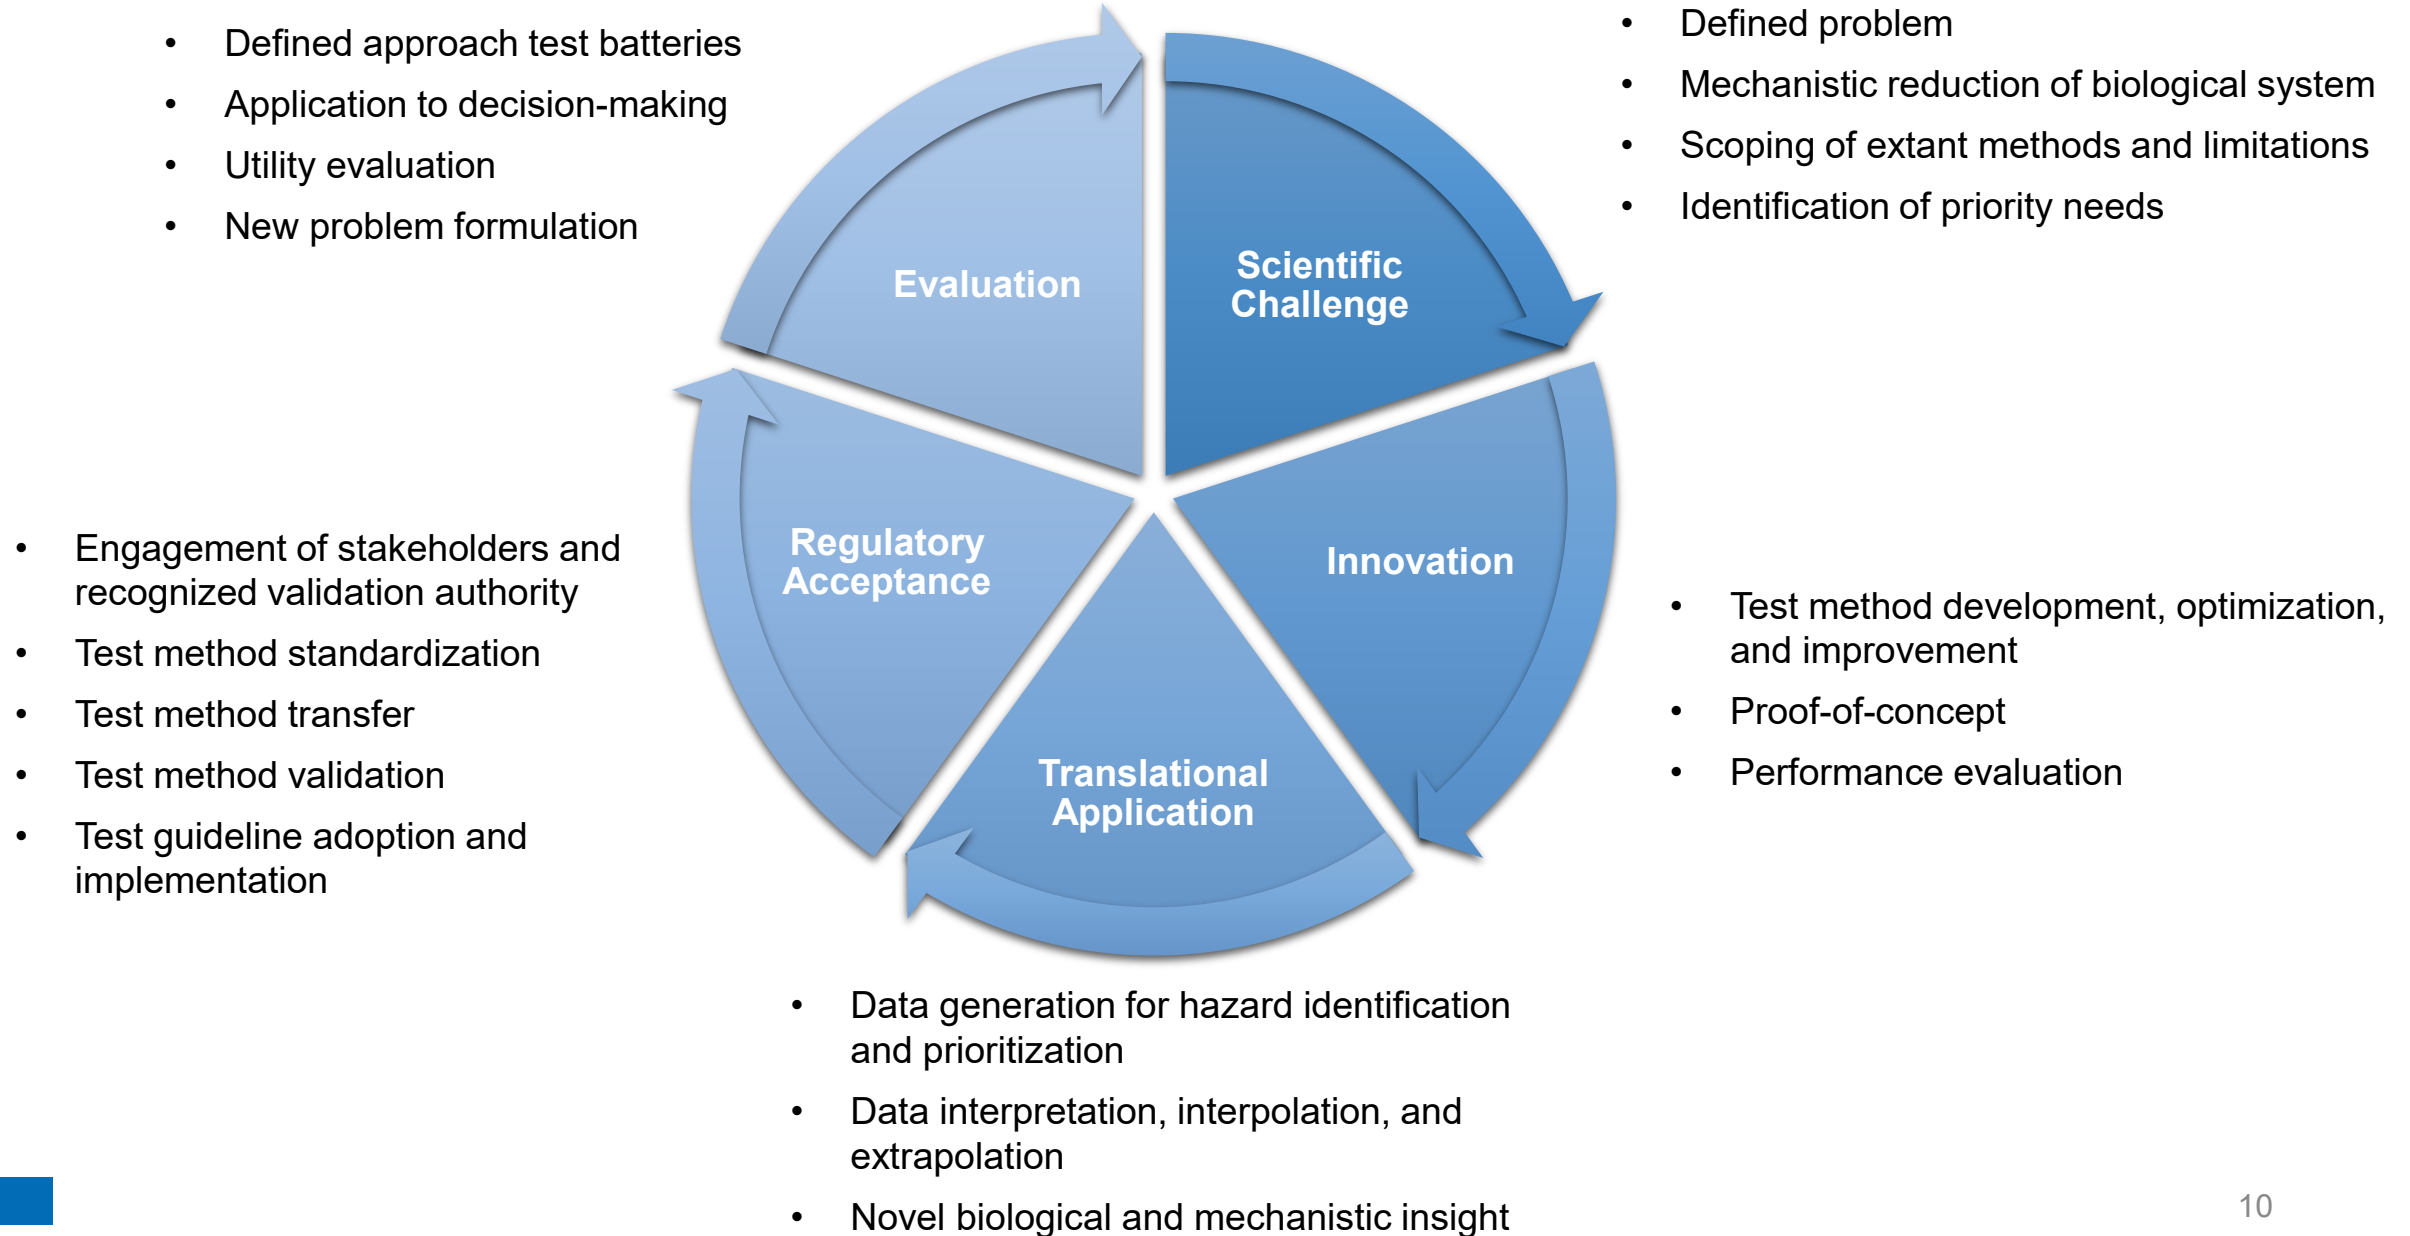 • Defined approach test batteries
• Application to decision-making
• Utility evaluation
• New problem formulation
• Defined problem
• Mechanistic reduction of biological system
• Scoping of extant methods and limitations
• Identification of priority needs
Evaluation
Scientific
Challenge
Regulatory
Acceptance
Innovation
Translational
Application
• Engagement of stakeholders and
recognized validation authority
• Test method standardization
• Test method transfer
• Test method validation
• Test guideline adoption and
implementation
• Test method development, optimization,
and improvement
• Proof-of-concept
• Performance evaluation
• Data generation for hazard identification
and prioritization
• Data interpretation, interpolation, and
extrapolation
• Novel biological and mechanistic insight
10